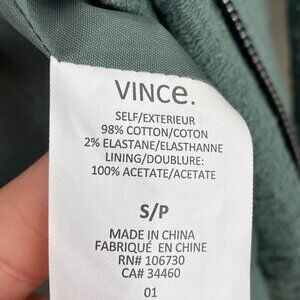 VINCE.
SELF/EXTERIEUR
98% COTTON/COTON
2% ELASTANE/ELASTHANNE
LINING/DOUBLURE:
100% ACETATE/ACETATE
S/P
MADE IN CHINA
FABRIQUÉ EN CHINE
RN# 106730
CA# 34460
01